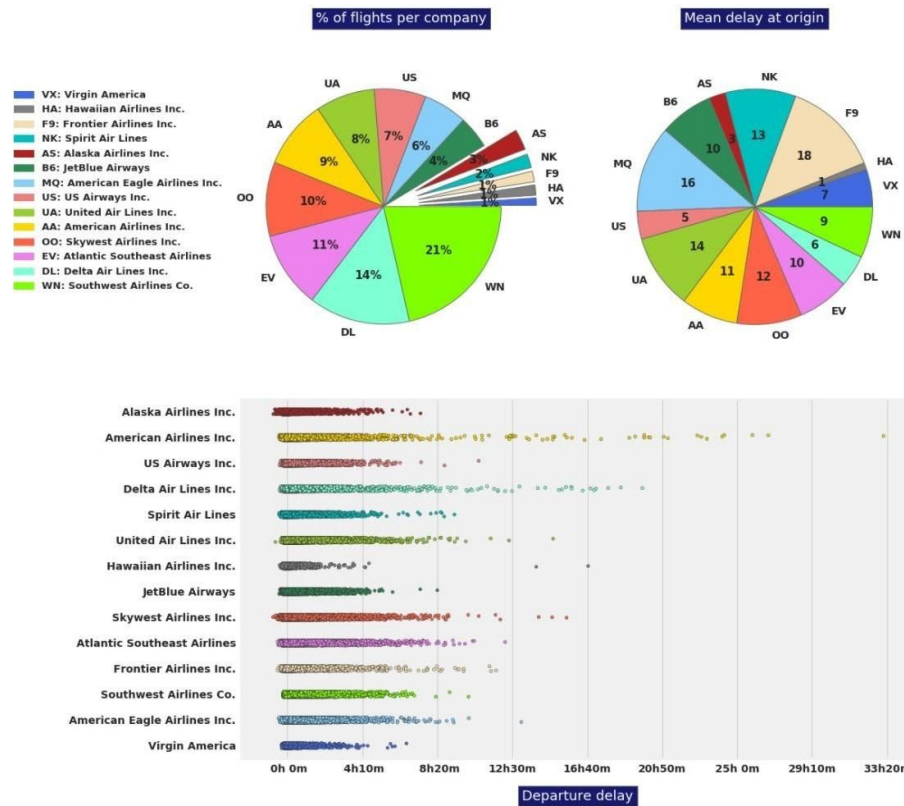 % of flights per company
Mean delay at origin
VX: Virgin America
HA: Hawaiian Airlines Inc.
F9: Frontier Airlines Inc.
NK: Spirit Air Lines
AS: Alaska Airlines Inc.
B6: JetBlue Airways
MQ: American Eagle Airlines Inc.
US: US Airways Inc.
UA: United Air Lines Inc.
AA: American Airlines Inc.
OO: Skywest Airlines Inc.
EV: Atlantic Southeast Airlines
DL: Delta Air Lines Inc.
WN: Southwest Airlines Co.
US
7%
UA
8%
MQ
6%
B6
4%
AS
3%
NK
2%
F9
1%
HA
1%
VX
1%
AA
9%
OO
10%
EV
11%
DL
14%
WN
21%
NK
13
AS
3
B6
10
F9
18
HA
1
VX
7
MQ
16
US
5
WN
9
DL
6
UA
14
AA
11
OO
12
EV
10
Alaska Airlines Inc.
American Airlines Inc.
US Airways Inc.
Delta Air Lines Inc.
Spirit Air Lines
United Air Lines Inc.
Hawaiian Airlines Inc.
JetBlue Airways
Skywest Airlines Inc.
Atlantic Southeast Airlines
Frontier Airlines Inc.
Southwest Airlines Co.
American Eagle Airlines Inc.
Virgin America
0h 0m 4h10m 8h20m 12h30m 16h40m 20h50m 25h 0m 29h10m 33h20m
Departure delay